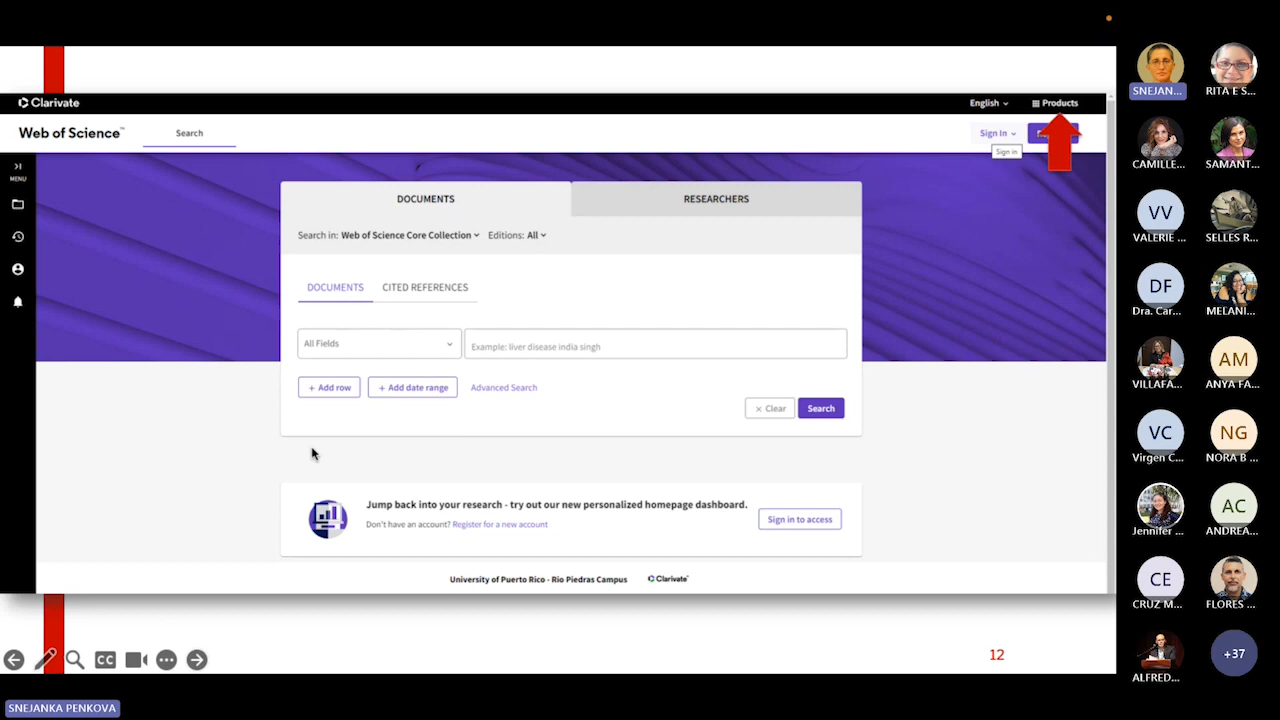 Clarivate
English
Products
Web of Science™
Search
Sign In
Sign in
MENU
DOCUMENTS
RESEARCHERS
Search in: Web of Science Core Collection
Editions: All
DOCUMENTS
CITED REFERENCES
All Fields
Example: liver disease india singh
+ Add row
+ Add date range
Advanced Search
× Clear
Search
Jump back into your research - try out our new personalized homepage dashboard.
Don't have an account? Register for a new account
Sign in to access
University of Puerto Rico - Rio Piedras Campus
Clarivate™
12
CC
SNEJANKA PENKOVA
SNEJAN...
RITA E S...
CAMILLE...
SAMANT...
VV
VALERIE ...
SELLES R...
DF
Dra. Car...
MELANI...
VILLAFA...
AM
ANYA FA...
VC
Virgen C...
NG
NORA B ...
Jennifer ...
AC
ANDREA...
CE
CRUZ M...
FLORES ...
ALFRED...
+37